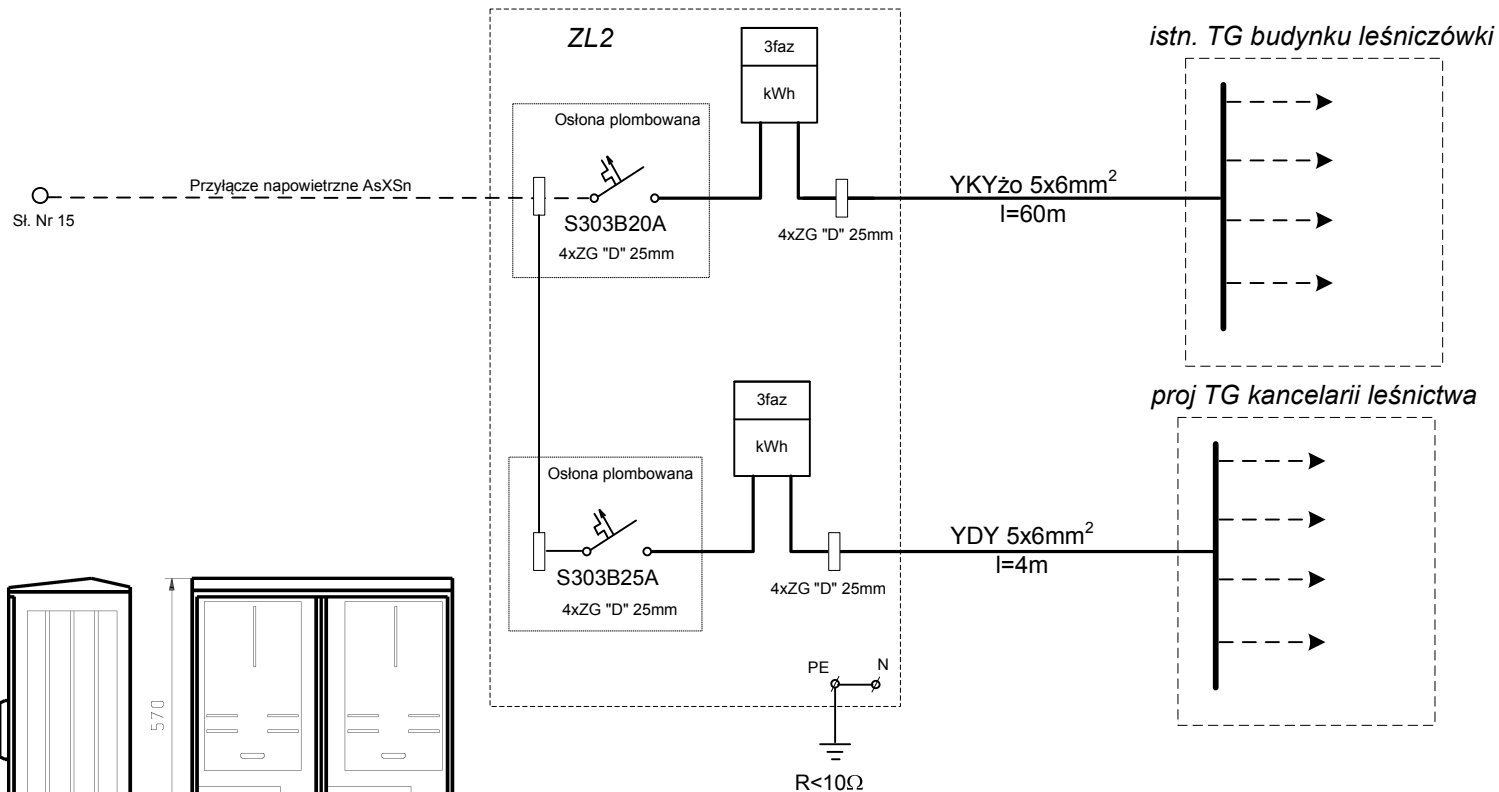 ZL2
3faz
kWh
istn. TG budynku leśniczówki
Osłona plombowana
Przyłącze napowietrzne AsXSn
Sł. Nr 15
S303B20A
4xZG "D" 25mm
4xZG "D" 25mm
YKYżo 5x6mm²
l=60m
proj TG kancelarii leśnictwa
3faz
kWh
Osłona plombowana
S303B25A
4xZG "D" 25mm
4xZG "D" 25mm
YDY 5x6mm²
l=4m
PE
N
R<10Ω
570